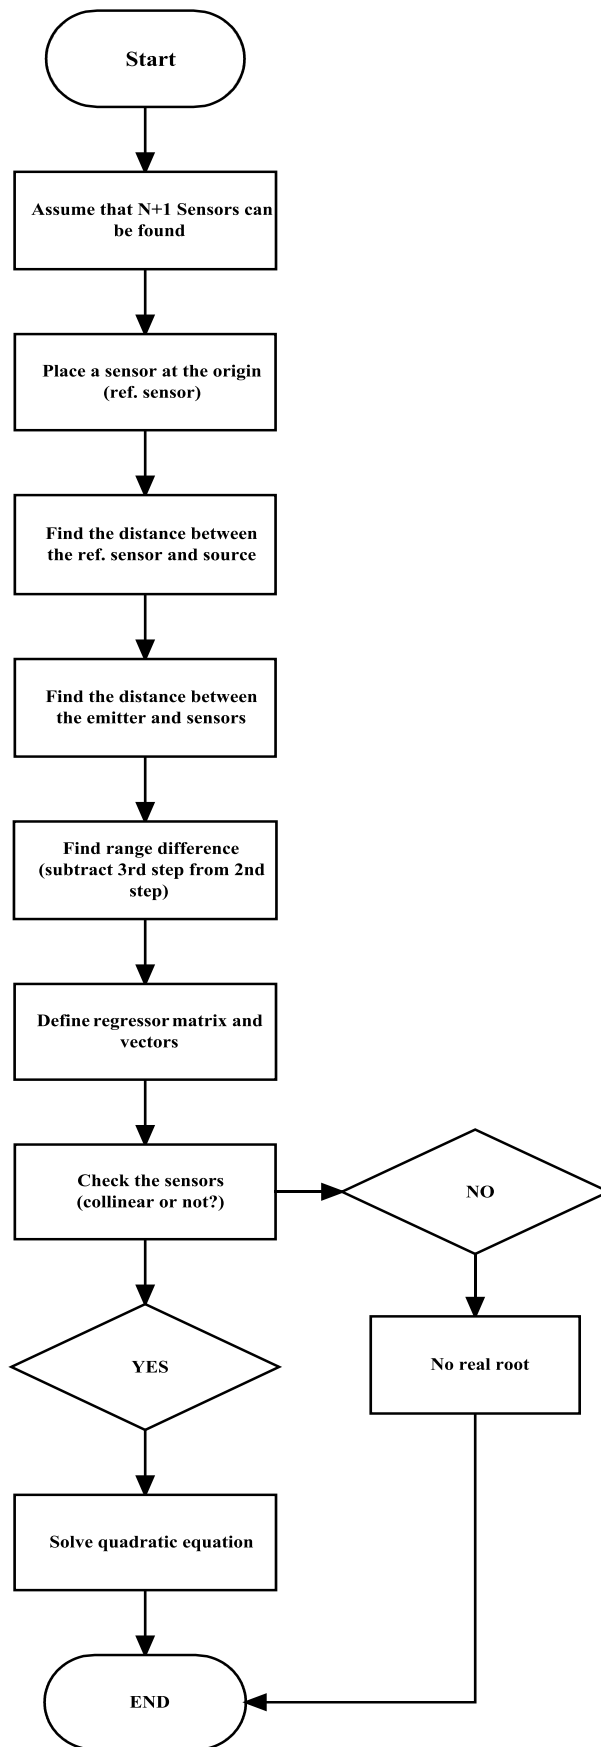 Start
Assume that N+1 Sensors can
be found
Place a sensor at the origin
(ref. sensor)
Find the distance between
the ref. sensor and source
Find the distance between
the emitter and sensors
Find range difference
(subtract 3rd step from 2nd
step)
Define regressor matrix and
vectors
Check the sensors
(collinear or not?)
NO
YES
No real root
Solve quadratic equation
END